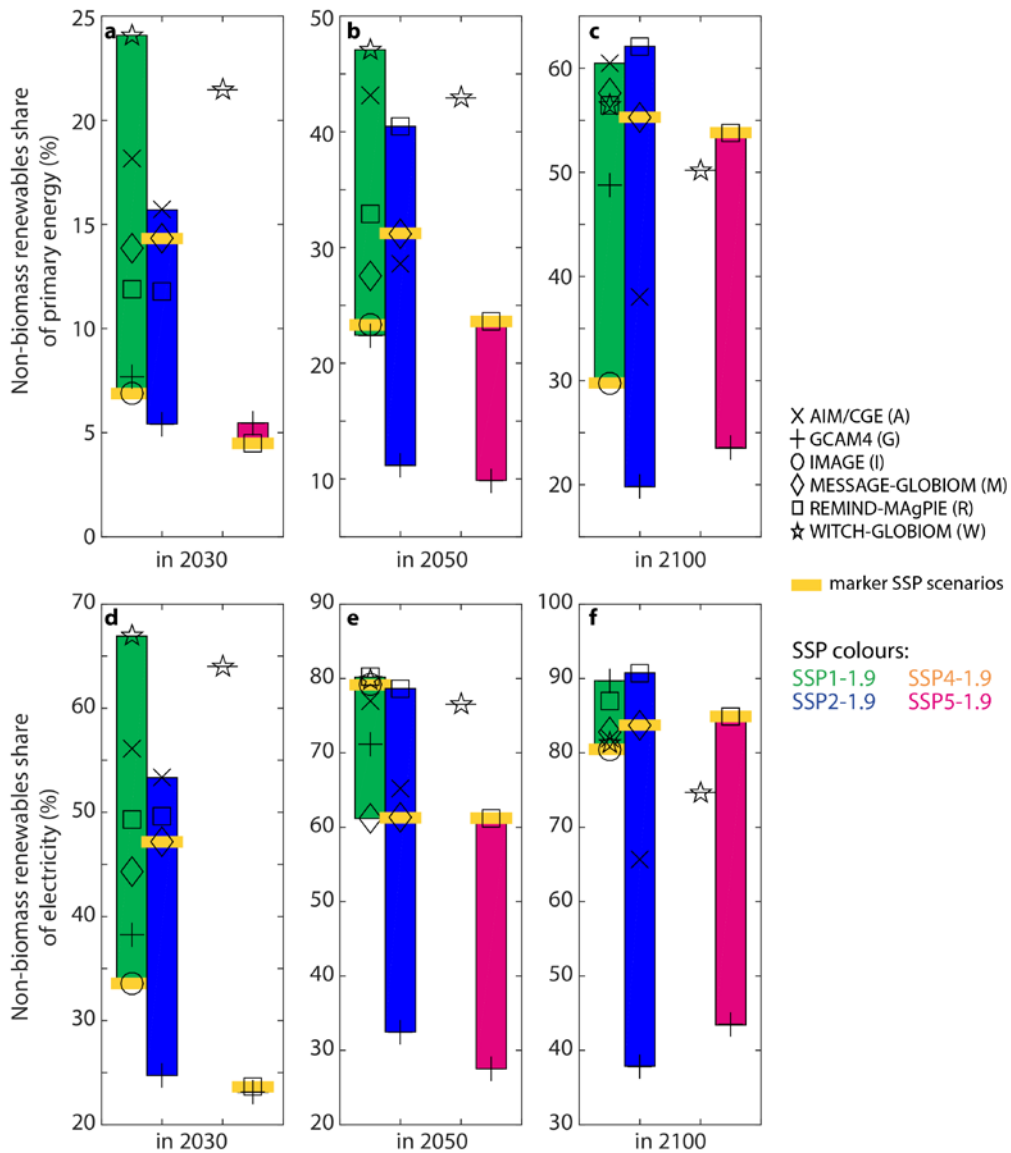 Non-biomass renewables share
of primary energy (%)
a
25
20
15
10
5
0
in 2030
b
50
40
30
20
10
in 2050
c
60
50
40
30
20
in 2100
AIM/CGE (A)
GCAM4 (G)
IMAGE (I)
MESSAGE-GLOBIOM (M)
REMIND-MAgPIE (R)
WITCH-GLOBIOM (W)
marker SSP scenarios
SSP colours:
SSP1-1.9 SSP4-1.9
SSP2-1.9 SSP5-1.9
Non-biomass renewables share
of electricity (%)
d
70
60
50
40
30
20
in 2030
e
90
80
70
60
50
40
30
20
in 2050
f
100
90
80
70
60
50
40
30
in 2100